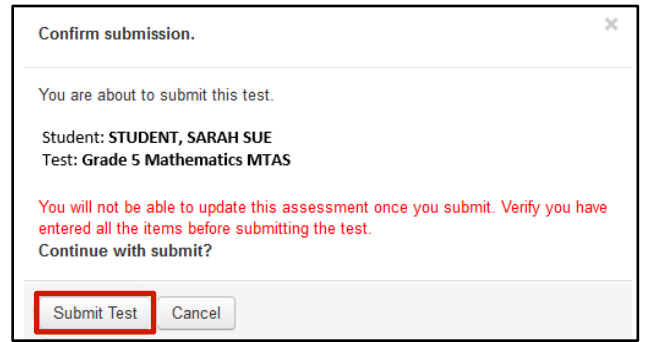 Confirm submission.
×
You are about to submit this test.
Student: STUDENT, SARAH SUE
Test: Grade 5 Mathematics MTAS
You will not be able to update this assessment once you submit. Verify you have
entered all the items before submitting the test.
Continue with submit?
Submit Test Cancel